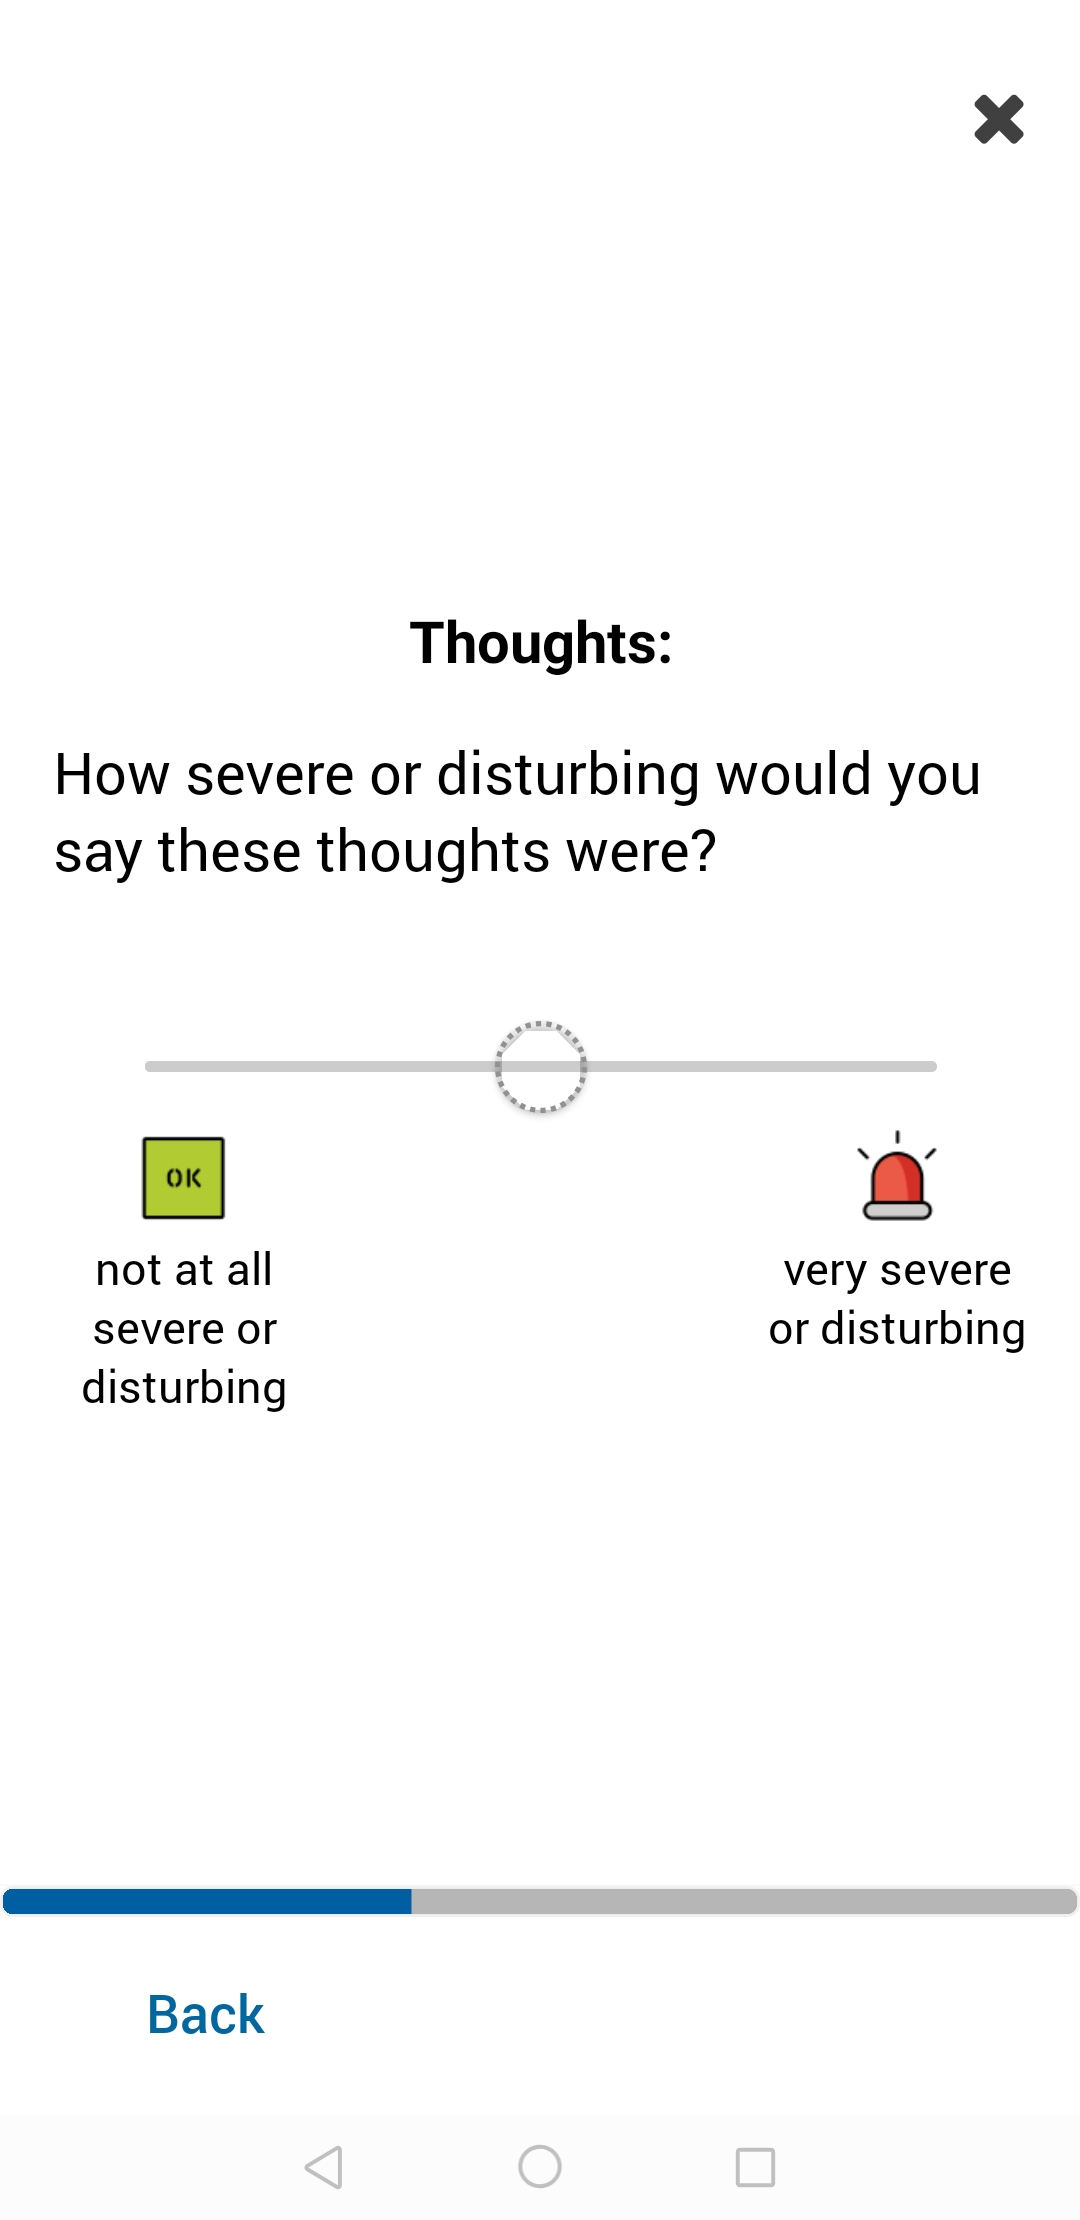 Thoughts:
How severe or disturbing would you
say these thoughts were?
OK
not at all
severe or
disturbing
very severe
or disturbing
Back